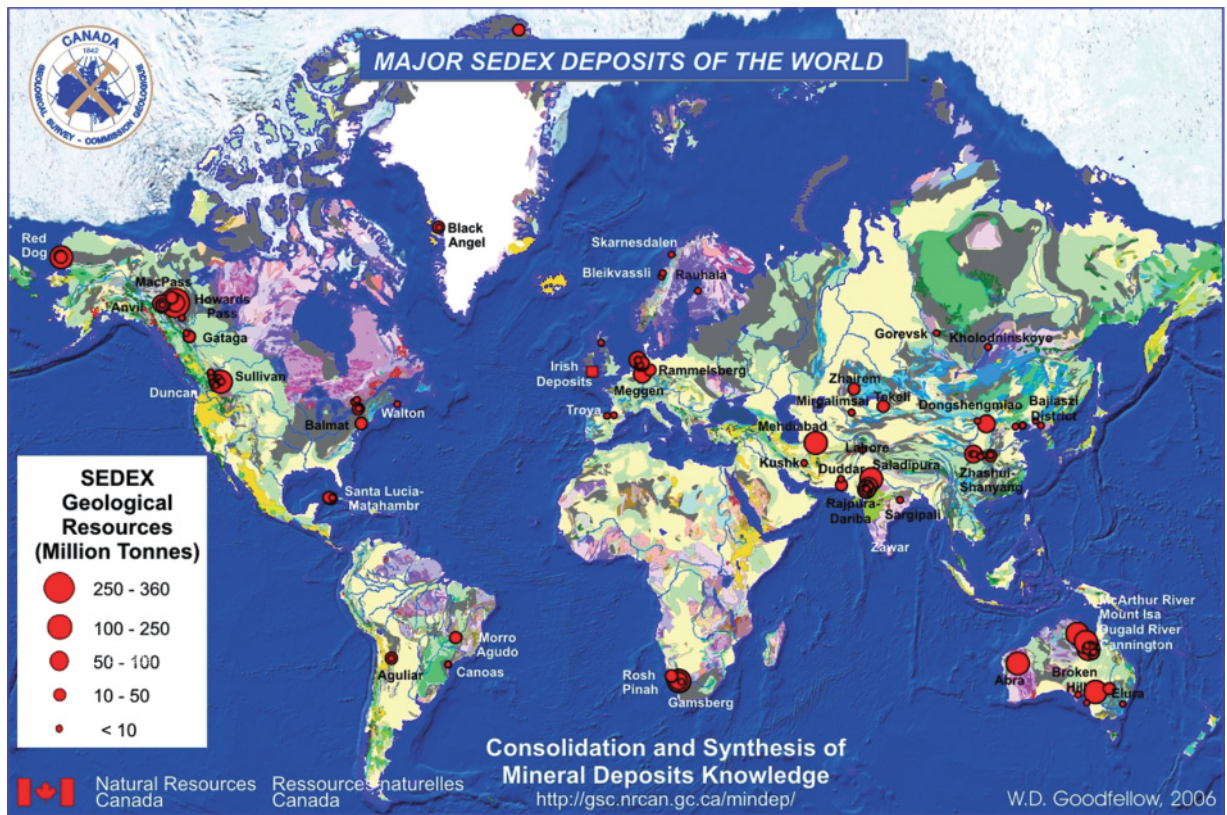 MAJOR SEDEX DEPOSITS OF THE WORLD
CANADA
1842
GEOLOGICAL SURVEY - COMMISSION GÉOLOGIQUE
Black
Angel
Red
Dog
MacPass
Anvil
Howards
Pass
Gataga
Sullivan
Duncan
Balmat
Walton
Santa Lucia-
Matahambr
Skarnesdalen
Bleikvassli
Rauhala
Irish
Deposits
Rammelsberg
Meggen
Troya
Gorevsk
Kholodninskoye
Zhairem
Mirgalimsai
Tekeli
Dongshengmiao
Bajiaszi
District
Mehdiabad
Kushk
Lahore
Duddar
Saladipura
Zhashui-
Shanyang
Rajpura-
Dariba
Sargipali
Zawar
Morro
Agudo
Canoas
Aguliar
Rosh
Pinah
Gamsberg
McArthur River
Mount Isa
Dugald River
Cannington
Abra
Broken
Hill
Elura
SEDEX
Geological
Resources
(Million Tonnes)
250 - 360
100 - 250
50 - 100
10 - 50
< 10
Consolidation and Synthesis of
Mineral Deposits Knowledge
http://gsc.nrcan.gc.ca/mindep/
Natural Resources Ressources naturelles
Canada Canada
W.D. Goodfellow, 2006